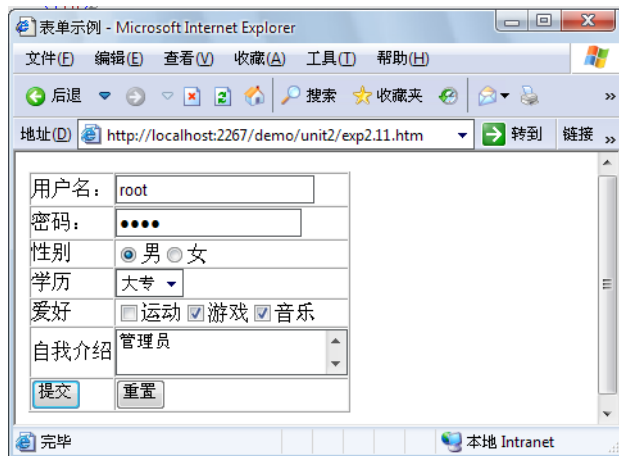 表单示例 - Microsoft Internet Explorer
文件(F) 编辑(E) 查看(V) 收藏(A) 工具(T) 帮助(H)
后退 搜索 收藏夹 »
地址(D) http://localhost:2267/demo/unit2/exp2.11.htm 转到 链接 »
用户名： root
密码： ●●●●
性别 男 女
学历 大专
爱好 运动 游戏 音乐
自我介绍 管理员
提交 重置
完毕 本地 Intranet